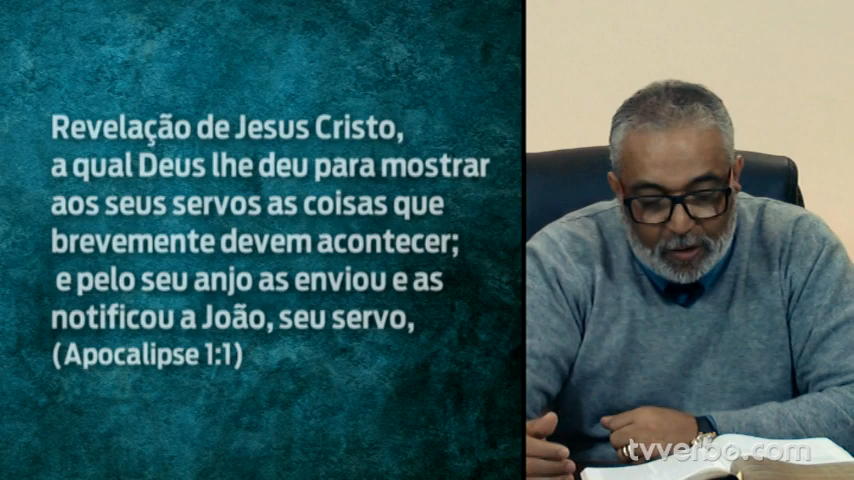 Revelação de Jesus Cristo,
a qual Deus lhe deu para mostrar
aos seus servos as coisas que
brevemente devem acontecer;
e pelo seu anjo as enviou e as
notificou a João, seu servo,
(Apocalipse 1:1)
tvverbo.com